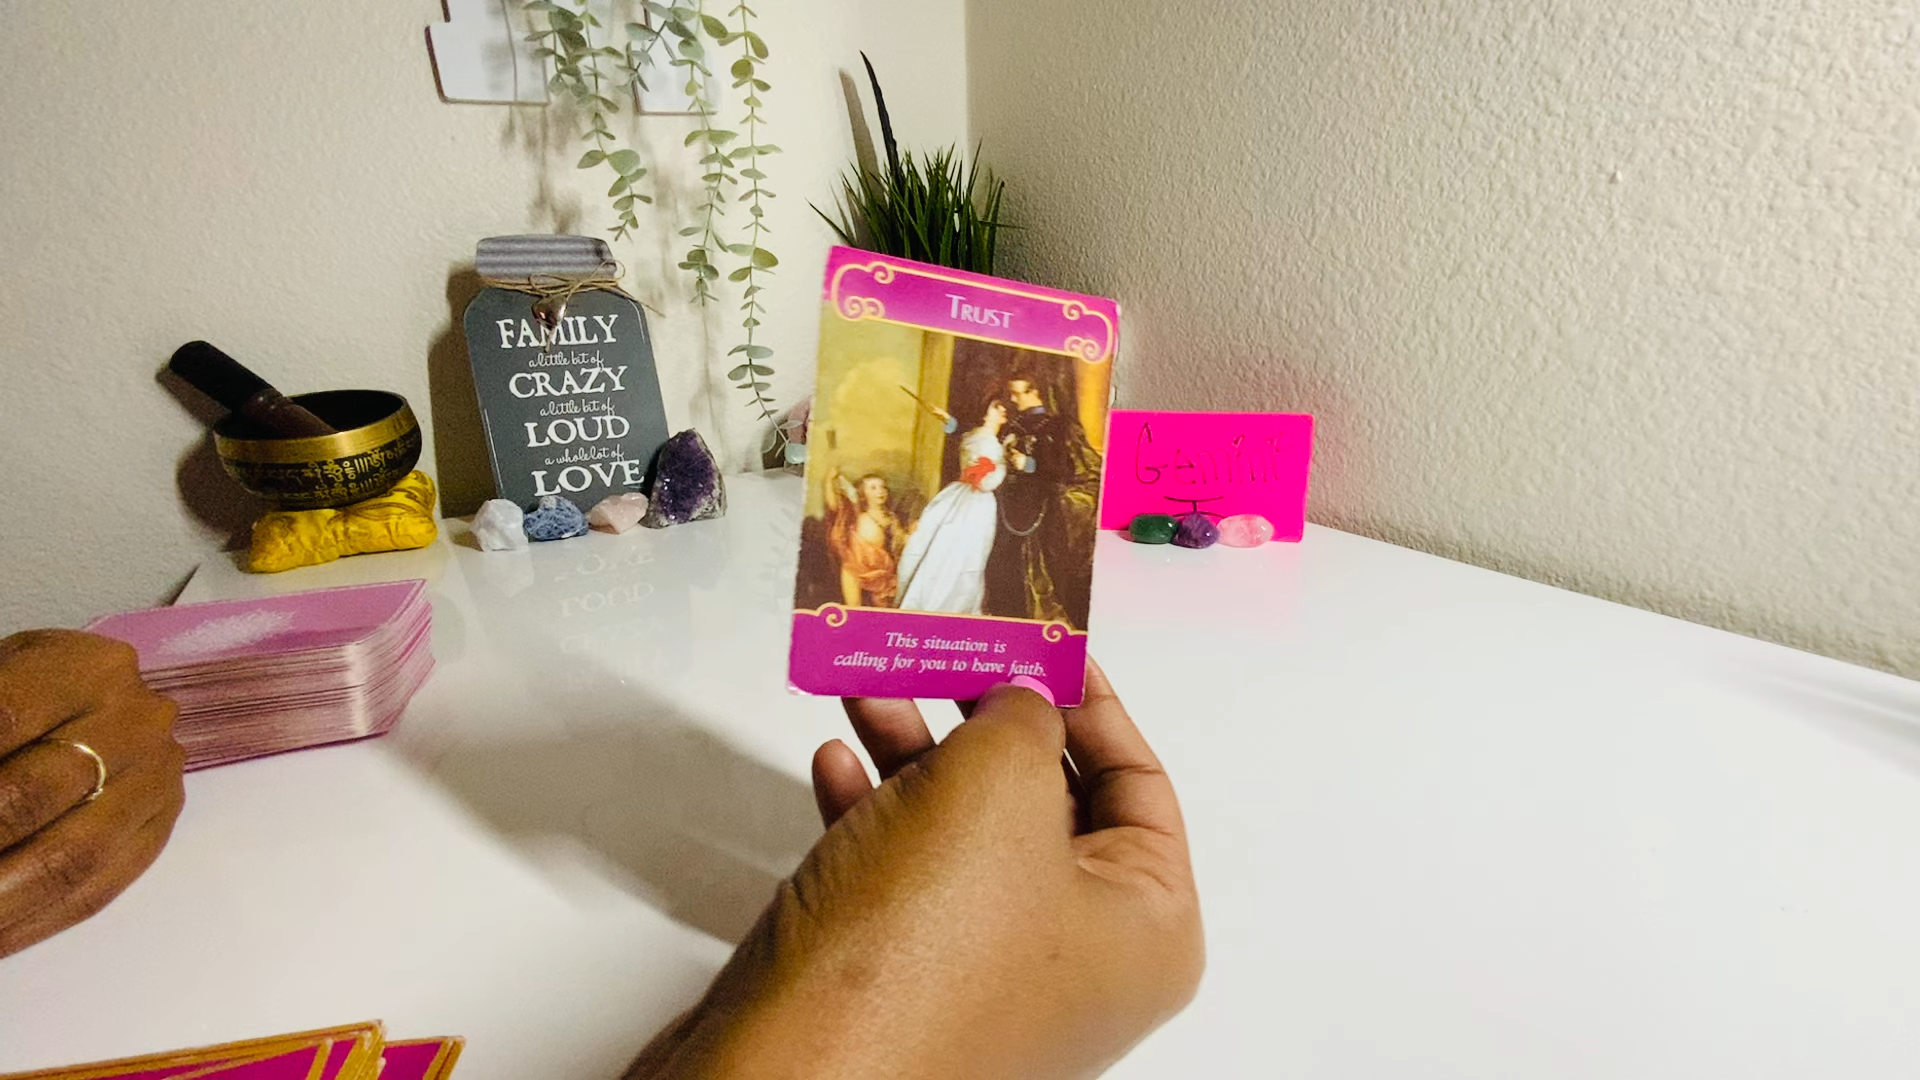 FAMILY
a little bit of
CRAZY
a little bit of
LOUD
a whole lot of
LOVE
TRUST
This situation is
calling for you to have faith.
Gemini